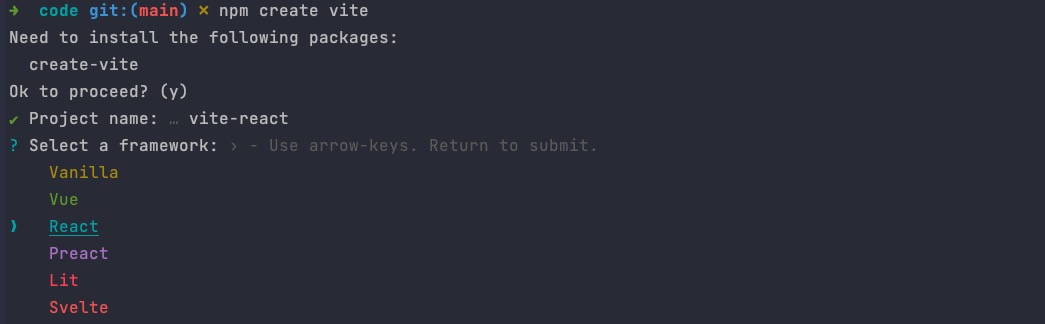 ➜ code git:(main) ✗ npm create vite
Need to install the following packages:
create-vite
Ok to proceed? (y)
✔ Project name: … vite-react
? Select a framework: › - Use arrow-keys. Return to submit.
Vanilla
Vue
❯ React
Preact
Lit
Svelte